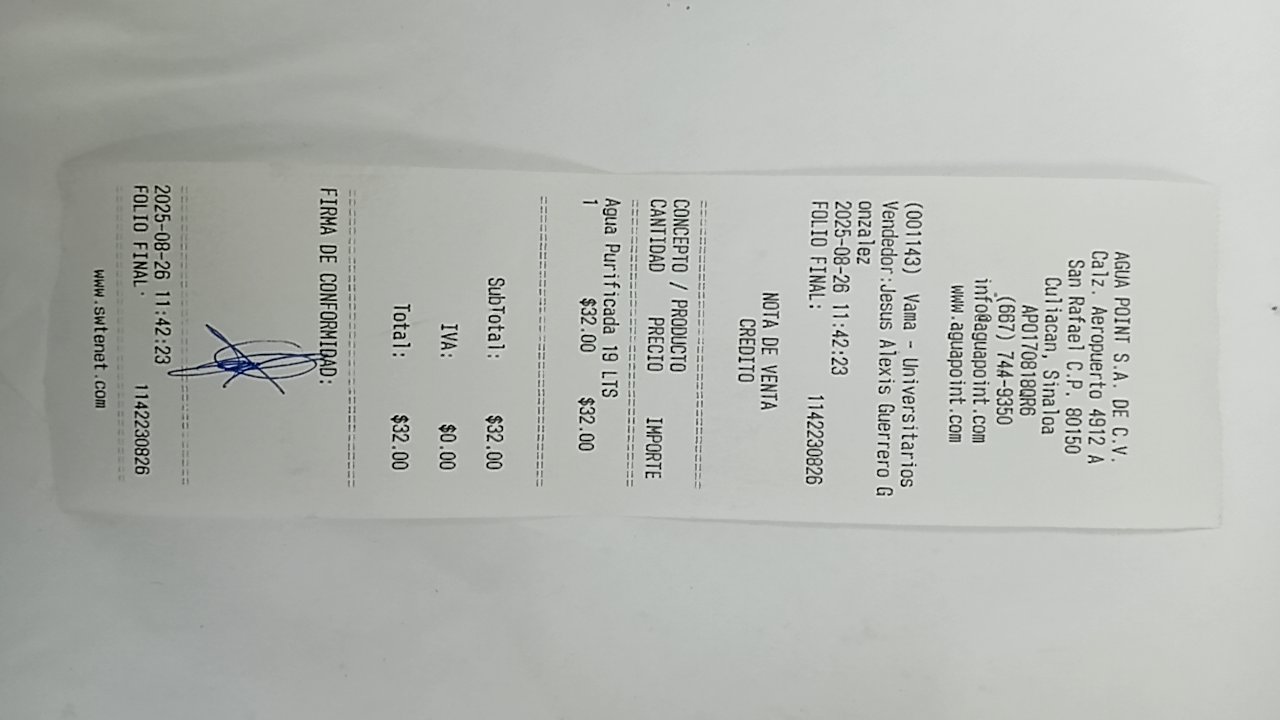 AGUA POINT S.A. DE C.V.
Calz. Aeropuerto 4912 A
San Rafael C.P. 80150
Culiacan, Sinaloa
APO170818QR6
(667) 744-9350
info@aguapoint.com
www.aguapoint.com
(001143) Vama - Universitarios
Vendedor:Jesus Alexis Guerrero G
onzalez
2025-08-26 11:42:23
FOLIO FINAL: 1142230826
NOTA DE VENTA
CREDITO
================================
CONCEPTO / PRODUCTO
CANTIDAD PRECIO IMPORTE
================================
Agua Purificada 19 LTS
1 $32.00 $32.00
================================
SubTotal: $32.00
IVA: $0.00
Total: $32.00
================================
FIRMA DE CONFORMIDAD:
================================
2025-08-26 11:42:23
FOLIO FINAL: 1142230826
================================
www.swtenet.com